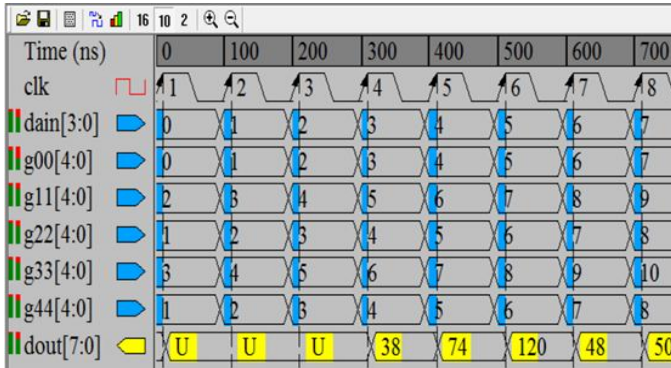 16 10 2
Time (ns) 0 100 200 300 400 500 600 700
clk 1 2 3 4 5 6 7 8
dain[3:0] 0 1 2 3 4 5 6 7
g00[4:0] 0 1 2 3 4 5 6 7
g11[4:0] 2 3 4 5 6 7 8 9
g22[4:0] 1 2 3 4 5 6 7 8
g33[4:0] 3 4 5 6 7 8 9 10
g44[4:0] 1 2 3 4 5 6 7 8
dout[7:0] U U U 38 74 120 48 50